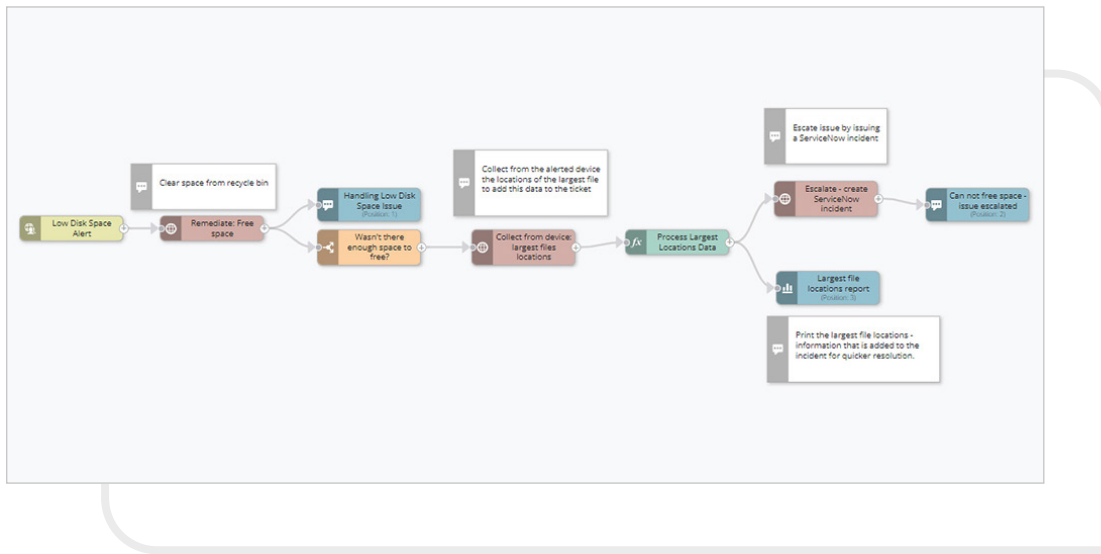 Low Disk Space
Alert
Clear space from recycle bin
Remediate: Free
space
Handling Low Disk
Space Issue
(Position: 1)
Wasn't there
enough space to
free?
Collect from the alerted device
the locations of the largest file
to add this data to the ticket
Collect from device:
largest files
locations
fx
Process Largest
Locations Data
Escate issue by issuing
a ServiceNow incident
Escalate - create
ServiceNow
incident
Can not free space -
issue escalated
(Position: 2)
Largest file
locations report
(Position: 3)
Print the largest file locations -
information that is added to the
incident for quicker resolution.